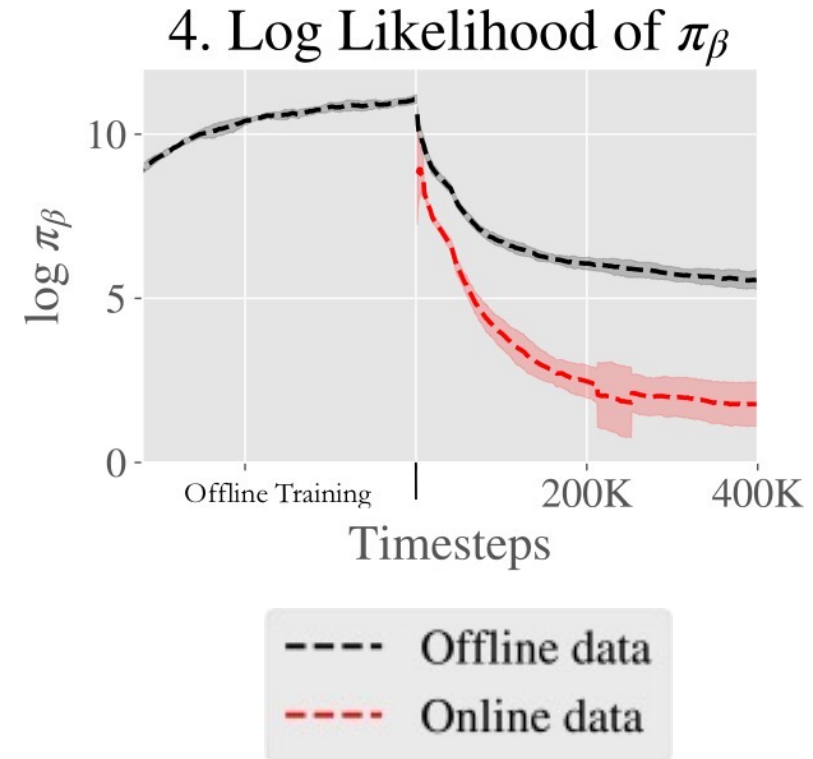 4. Log Likelihood of πβ
10
5
0
log πβ
Offline Training
200K
400K
Timesteps
Offline data
Online data